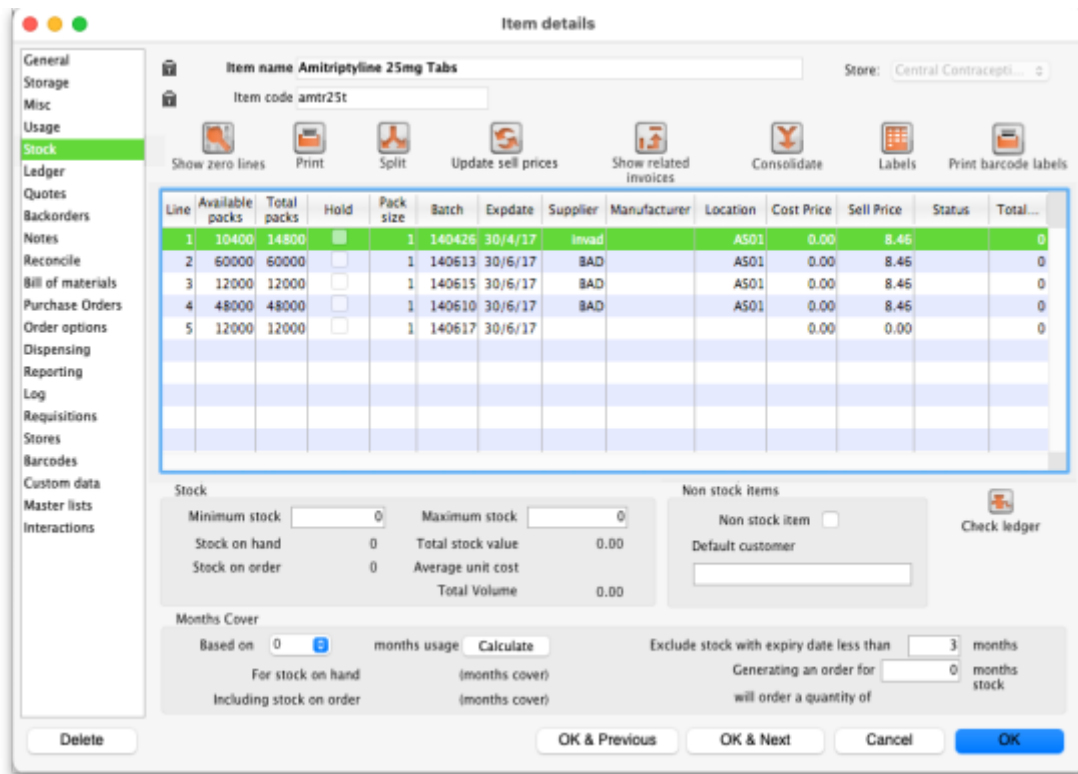 Item details
General
Storage
Misc
Usage
Stock
Ledger
Quotes
Backorders
Notes
Reconcile
Bill of materials
Purchase Orders
Order options
Dispensing
Reporting
Log
Requisitions
Stores
Barcodes
Custom data
Master lists
Interactions
Item name Amitriptyline 25mg Tabs
Store: Central Contracepti...
Item code amtr25t
Show zero lines Print Split Update sell prices Show related invoices Consolidate Labels Print barcode labels
Line Available packs Total packs Hold Pack size Batch Expdate Supplier Manufacturer Location Cost Price Sell Price Status Total...
1 10400 14800 1 140426 30/4/17 Invad AS01 0.00 8.46 0
2 60000 60000 1 140613 30/6/17 BAD AS01 0.00 8.46 0
3 12000 12000 1 140615 30/6/17 BAD AS01 0.00 8.46 0
4 48000 48000 1 140610 30/6/17 BAD AS01 0.00 8.46 0
5 12000 12000 1 140617 30/6/17 0.00 0.00 0
Stock
Minimum stock 0 Maximum stock 0
Stock on hand 0 Total stock value 0.00
Stock on order 0 Average unit cost
Total Volume 0.00
Non stock items
Non stock item
Default customer
Check ledger
Months Cover
Based on 0 months usage Calculate
For stock on hand (months cover)
Including stock on order (months cover)
Exclude stock with expiry date less than 3 months
Generating an order for 0 months stock
will order a quantity of
Delete OK & Previous OK & Next Cancel OK